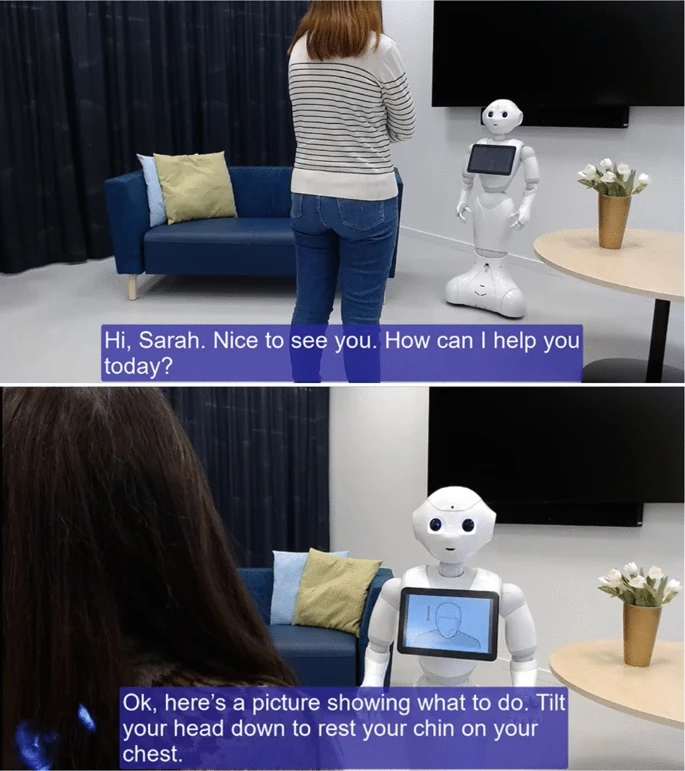 Hi, Sarah. Nice to see you. How can I help you
today?
Ok, here’s a picture showing what to do. Tilt
your head down to rest your chin on your
chest.